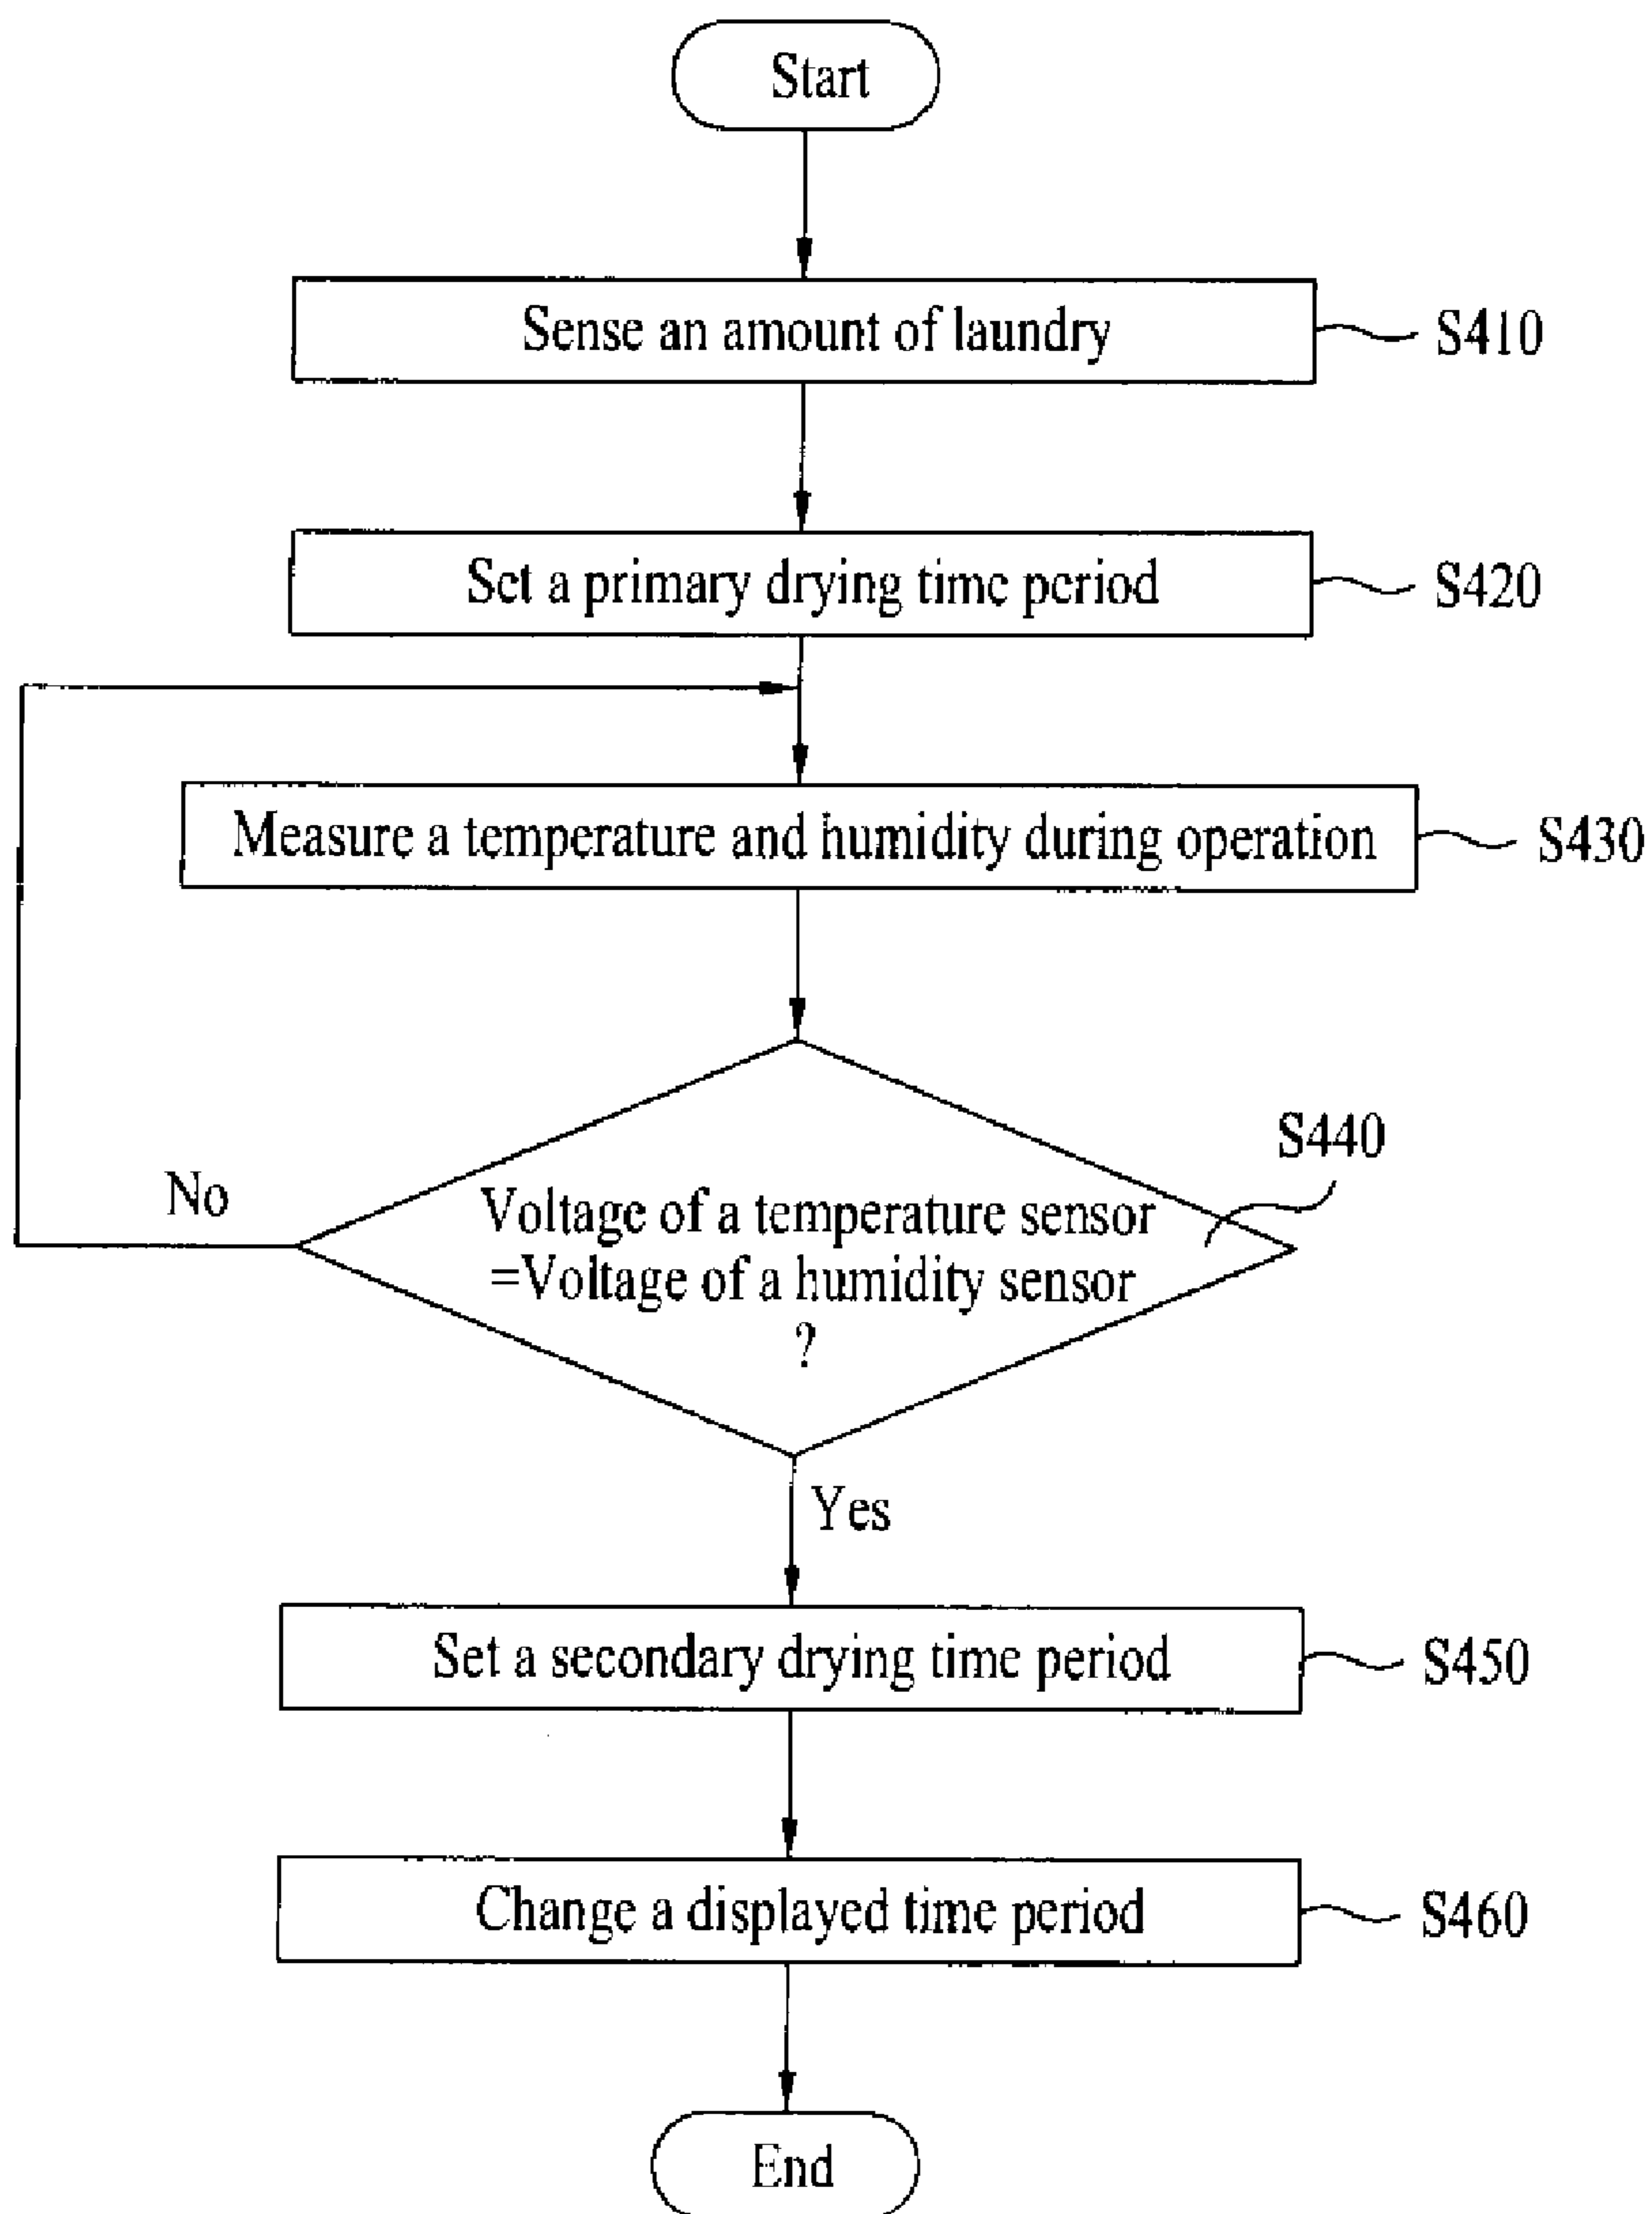 Start
Sense an amount of laundry
S410
Set a primary drying time period
S420
Measure a temperature and humidity during operation
S430
S440
No
Voltage of a temperature sensor
=Voltage of a humidity sensor
?
Yes
Set a secondary drying time period
S450
Change a displayed time period
S460
End